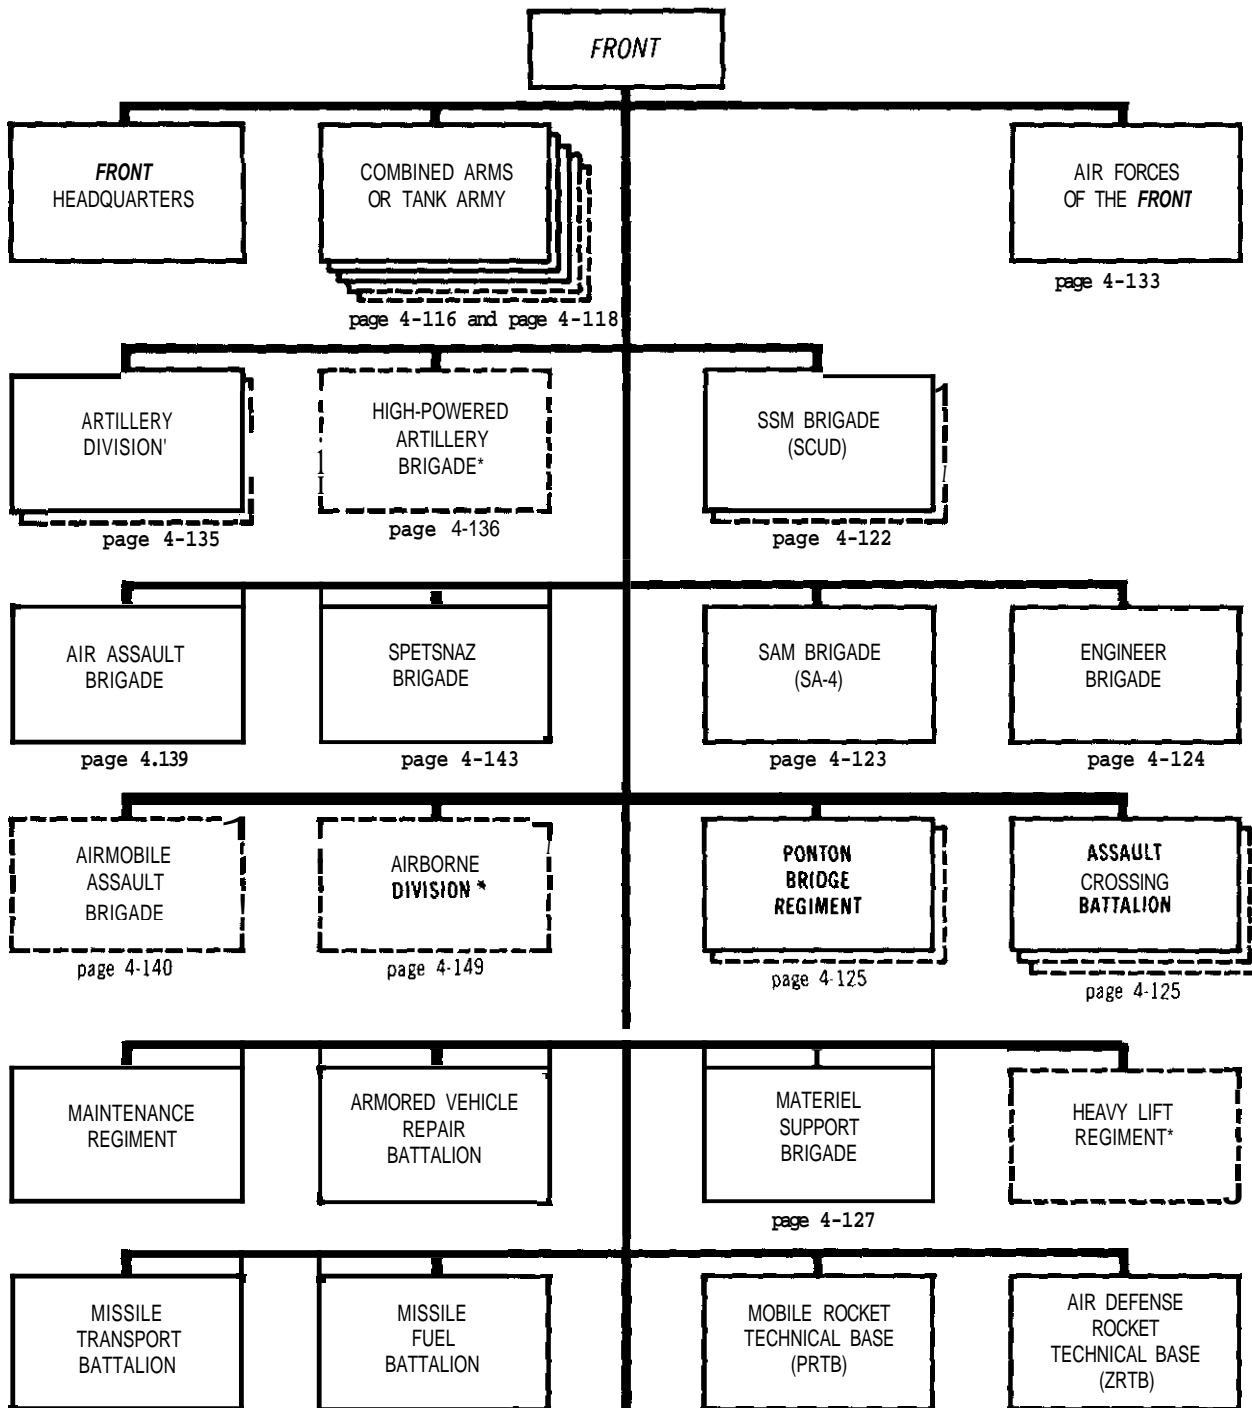 FRONT
FRONT
HEADQUARTERS
COMBINED ARMS
OR TANK ARMY
page 4-116 and page 4-118
AIR FORCES
OF THE FRONT
page 4-133
ARTILLERY
DIVISION'
page 4-135
HIGH-POWERED
ARTILLERY
BRIGADE*
page 4-136
SSM BRIGADE
(SCUD)
page 4-122
AIR ASSAULT
BRIGADE
page 4.139
SPETSNAZ
BRIGADE
page 4-143
SAM BRIGADE
(SA-4)
page 4-123
ENGINEER
BRIGADE
page 4-124
AIRMOBILE
ASSAULT
BRIGADE
page 4-140
AIRBORNE
DIVISION *
page 4-149
PONTON
BRIDGE
REGIMENT
page 4-125
ASSAULT
CROSSING
BATTALION
page 4-125
MAINTENANCE
REGIMENT
ARMORED VEHICLE
REPAIR
BATTALION
MATERIEL
SUPPORT
BRIGADE
page 4-127
HEAVY LIFT
REGIMENT*
MISSILE
TRANSPORT
BATTALION
MISSILE
FUEL
BATTALION
MOBILE ROCKET
TECHNICAL BASE
(PRTB)
AIR DEFENSE
ROCKET
TECHNICAL BASE
(ZRTB)